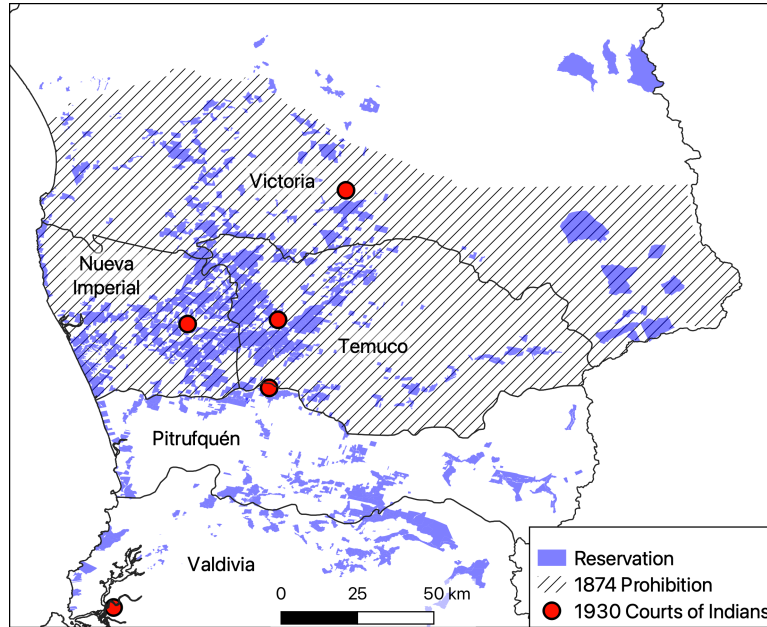 Victoria
Nueva
Imperial
Temuco
Pitrufquén
Valdivia
0 25 50 km
Reservation
1874 Prohibition
1930 Courts of Indians